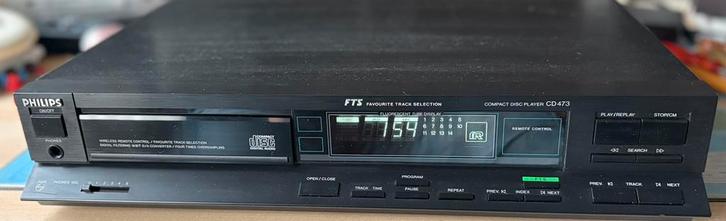 PHILIPS
ON/OFF
PHONES
FTS FAVOURITE TRACK SELECTION
COMPACT DISC PLAYER CD 473
FLUORESCENT TUBE DISPLAY
WIRELESS REMOTE CONTROL / FAVOURITE TRACK SELECTION
DIGITAL FILTERING 16-BIT D/A-CONVERTER / FOUR TIMES OVERSAMPLING
COMPACT
DISC
DIGITAL AUDIO
1 2 3 4 5
6 7 8 9 10
11 12 13 14 15
REMOTE CONTROL
PLAY/REPLAY
STOP/CM
SEARCH
OPEN/CLOSE
TRACK TIME
PROGRAM
PAUSE
REPEAT
FTS
PREV. INDEX NEXT
PREV. TRACK NEXT